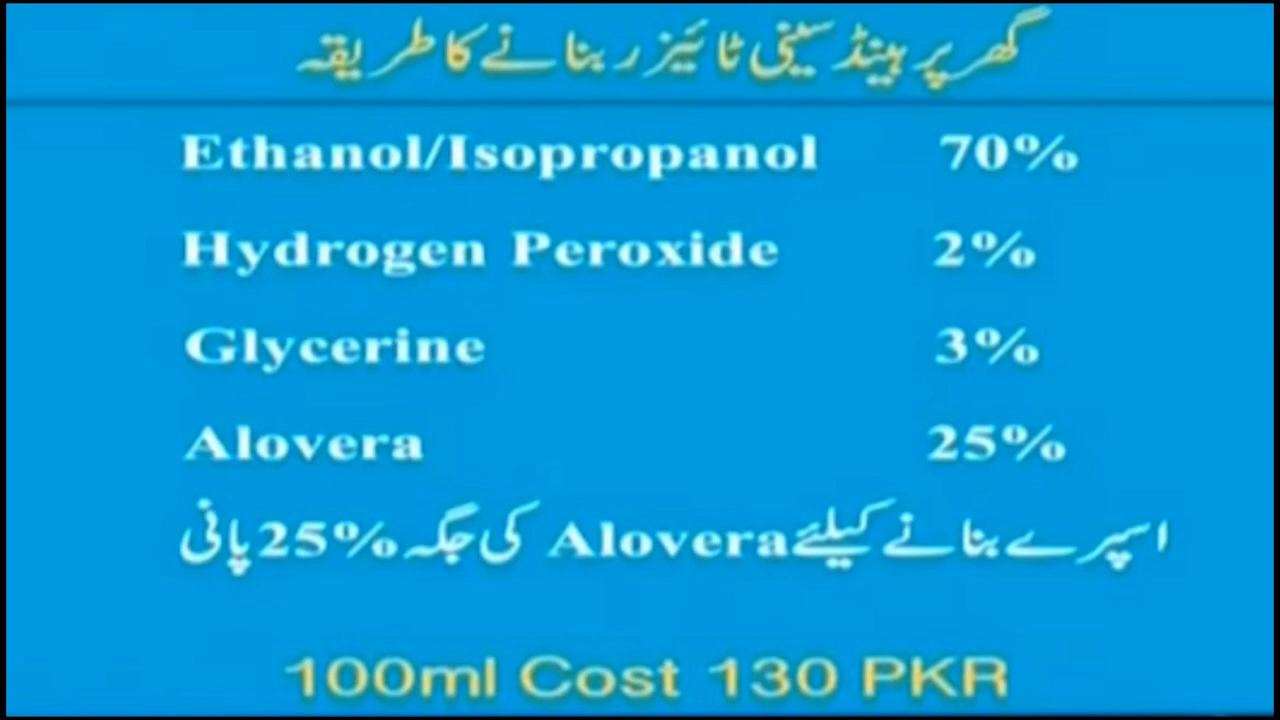 گھر پر ہینڈ سینی ٹائیزر بنانے کا طریقہ
Ethanol/Isopropanol 70%
Hydrogen Peroxide 2%
Glycerine 3%
Alovera 25%
اسپرے بنانے کیلئے Alovera کی جگہ 25% پانی
100ml Cost 130 PKR